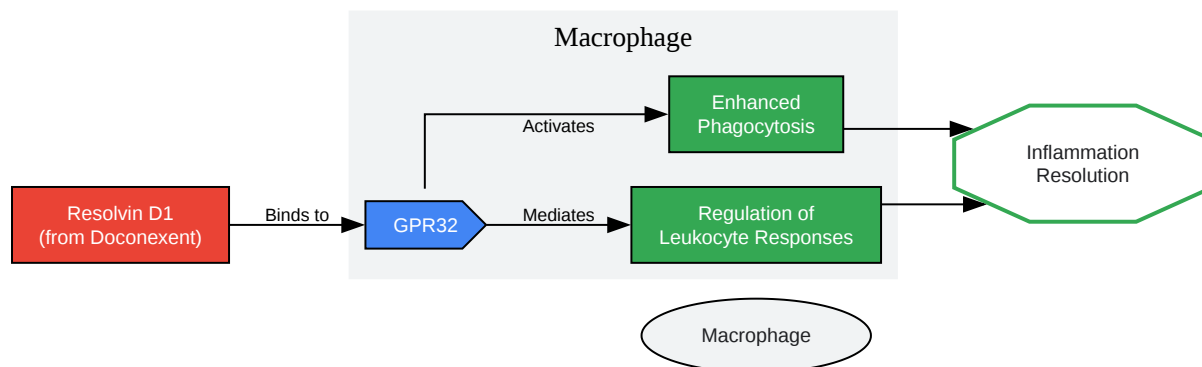 Macrophage
Enhanced
Phagocytosis
Activates
Inflammation
Resolution
Resolvin D1
(from Doconexent)
Binds to
GPR32
Mediates
Regulation of
Leukocyte Responses
Macrophage